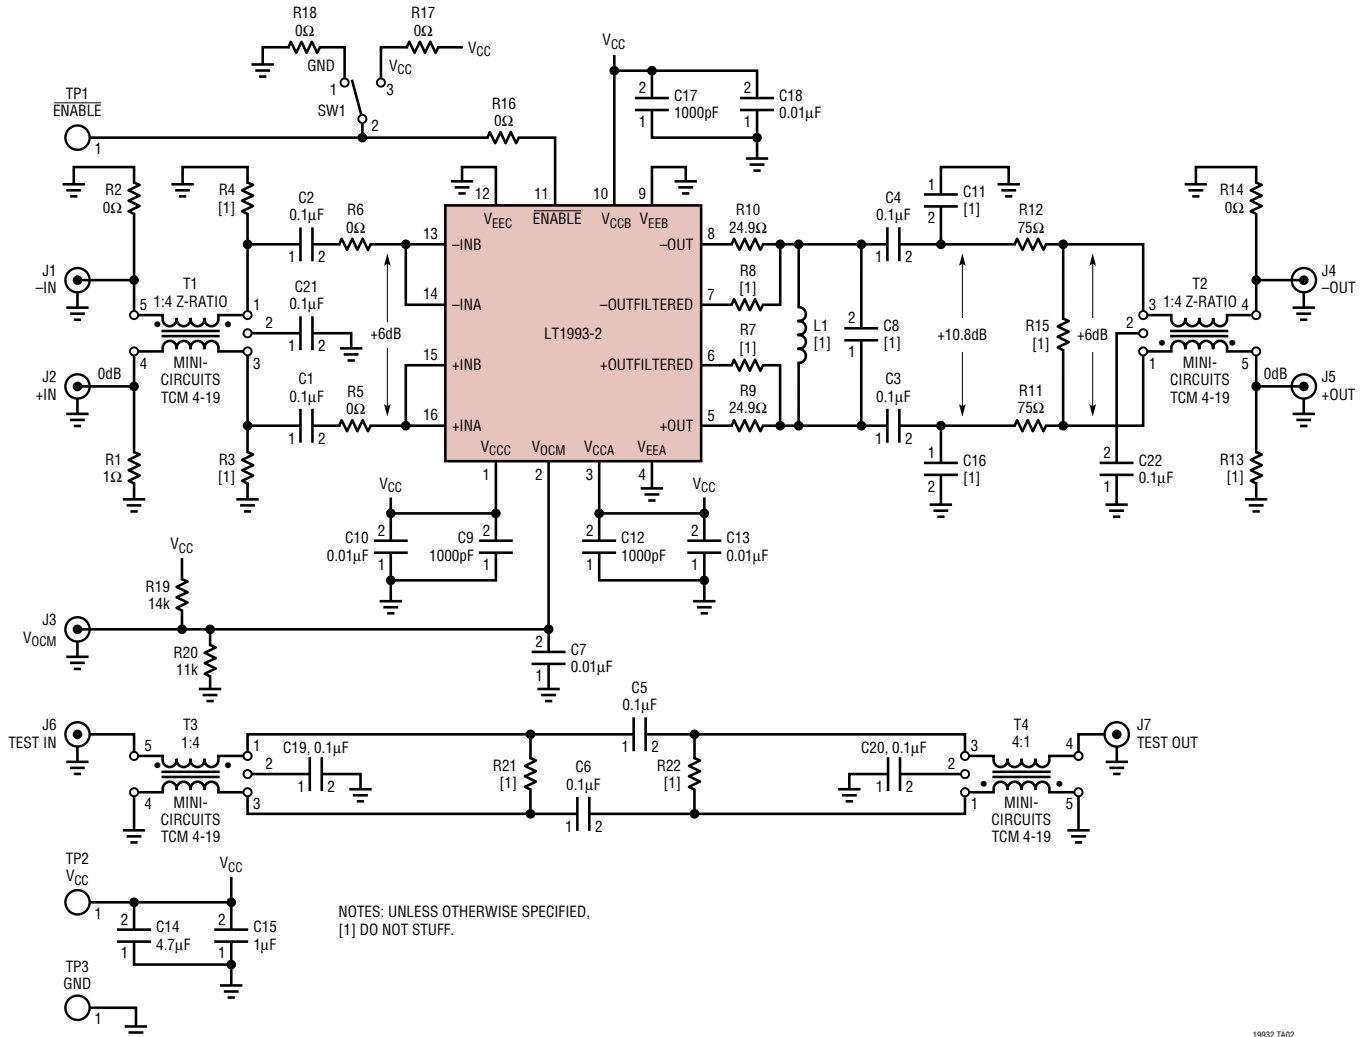 R18
0Ω
R17
0Ω
VCC
GND
VCC
1
3
SW1
2
TP1
ENABLE
1
R16
0Ω
VCC
2
C17
1000pF
1
2
C18
0.01µF
1
R2
0Ω
R4
[1]
C2
0.1µF
1
2
R6
0Ω
12
11
10
9
VEEC
ENABLE
VCCB
VEEB
13
–INB
14
–INA
15
+INB
16
+INA
LT1993-2
–OUT
8
–OUTFILTERED
7
+OUTFILTERED
6
+OUT
5
VCCC
VOCM
VCCA
VEEA
1
2
3
4
J1
–IN
T1
1:4 Z-RATIO
5
1
2
4
3
MINI-
CIRCUITS
TCM 4-19
C21
0.1µF
1
2
+6dB
J2
+IN
0dB
R1
1Ω
R3
[1]
C1
0.1µF
1
2
R5
0Ω
R10
24.9Ω
R8
[1]
R7
[1]
R9
24.9Ω
L1
[1]
2
C8
[1]
1
C4
0.1µF
1
2
C3
0.1µF
1
2
1
C11
[1]
2
+10.8dB
1
C16
[1]
2
R12
75Ω
R15
[1]
R11
75Ω
+6dB
R14
0Ω
T2
1:4 Z-RATIO
3
4
2
1
5
MINI-
CIRCUITS
TCM 4-19
J4
–OUT
0dB
J5
+OUT
2
C22
0.1µF
1
R13
[1]
VCC
C10
0.01µF
2
1
C9
1000pF
2
1
2
C12
1000pF
1
VCC
2
C13
0.01µF
1
VCC
R19
14k
J3
VOCM
R20
11k
2
C7
0.01µF
1
J6
TEST IN
T3
1:4
5
1
2
4
3
MINI-
CIRCUITS
TCM 4-19
C19, 0.1µF
1
2
R21
[1]
C5
0.1µF
1
2
C6
0.1µF
1
2
R22
[1]
C20, 0.1µF
1
2
T4
4:1
3
4
2
1
5
MINI-
CIRCUITS
TCM 4-19
J7
TEST OUT
TP2
VCC
1
VCC
2
C14
4.7µF
1
2
C15
1µF
1
TP3
GND
1
NOTES: UNLESS OTHERWISE SPECIFIED,
[1] DO NOT STUFF.
19932 TA02